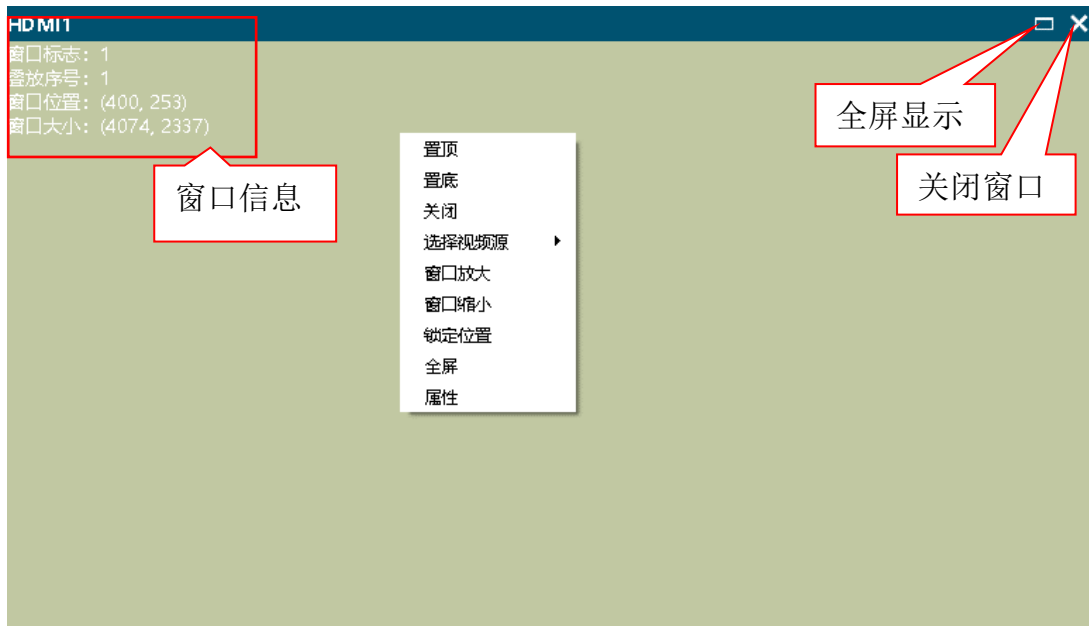 HDMI1
窗口标志：1
叠放序号：1
窗口位置：(400, 253)
窗口大小：(4074, 2337)
窗口信息
全屏显示
关闭窗口
置顶
置底
关闭
选择视频源
窗口放大
窗口缩小
锁定位置
全屏
属性